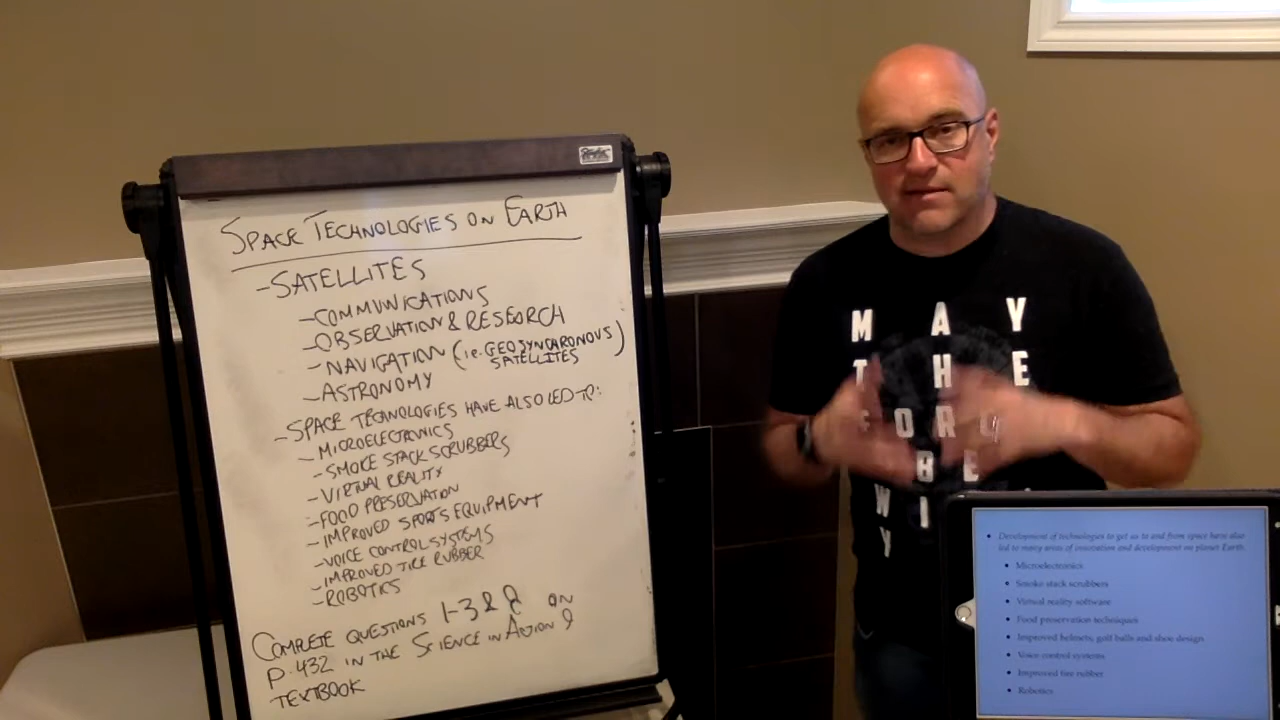 SPACE TECHNOLOGIES ON EARTH
- SATELLITES
- COMMUNICATIONS
- OBSERVATION & RESEARCH
- NAVIGATION (i.e. GEOSYNCHRONOUS
SATELLITES)
- ASTRONOMY
- SPACE TECHNOLOGIES HAVE ALSO LED TO:
- MICROELECTRONICS
- SMOKE STACK SCRUBBERS
- VIRTUAL REALITY
- FOOD PRESERVATION
- IMPROVED SPORTS EQUIPMENT
- VOICE CONTROL SYSTEMS
- IMPROVED TIRE RUBBER
- ROBOTICS
COMPLETE QUESTIONS 1-3 & 8 ON
P. 432 IN THE SCIENCE IN ACTION 9
TEXTBOOK
M A Y
T H E
F O R C
B E
W I
Y
• Development of technologies to get us to and from space have also
led to many areas of innovation and development on planet Earth.
• Microelectronics
• Smoke stack scrubbers
• Virtual reality software
• Food preservation techniques
• Improved helmets, golf balls and shoe design
• Voice control systems
• Improved tire rubber
• Robotics